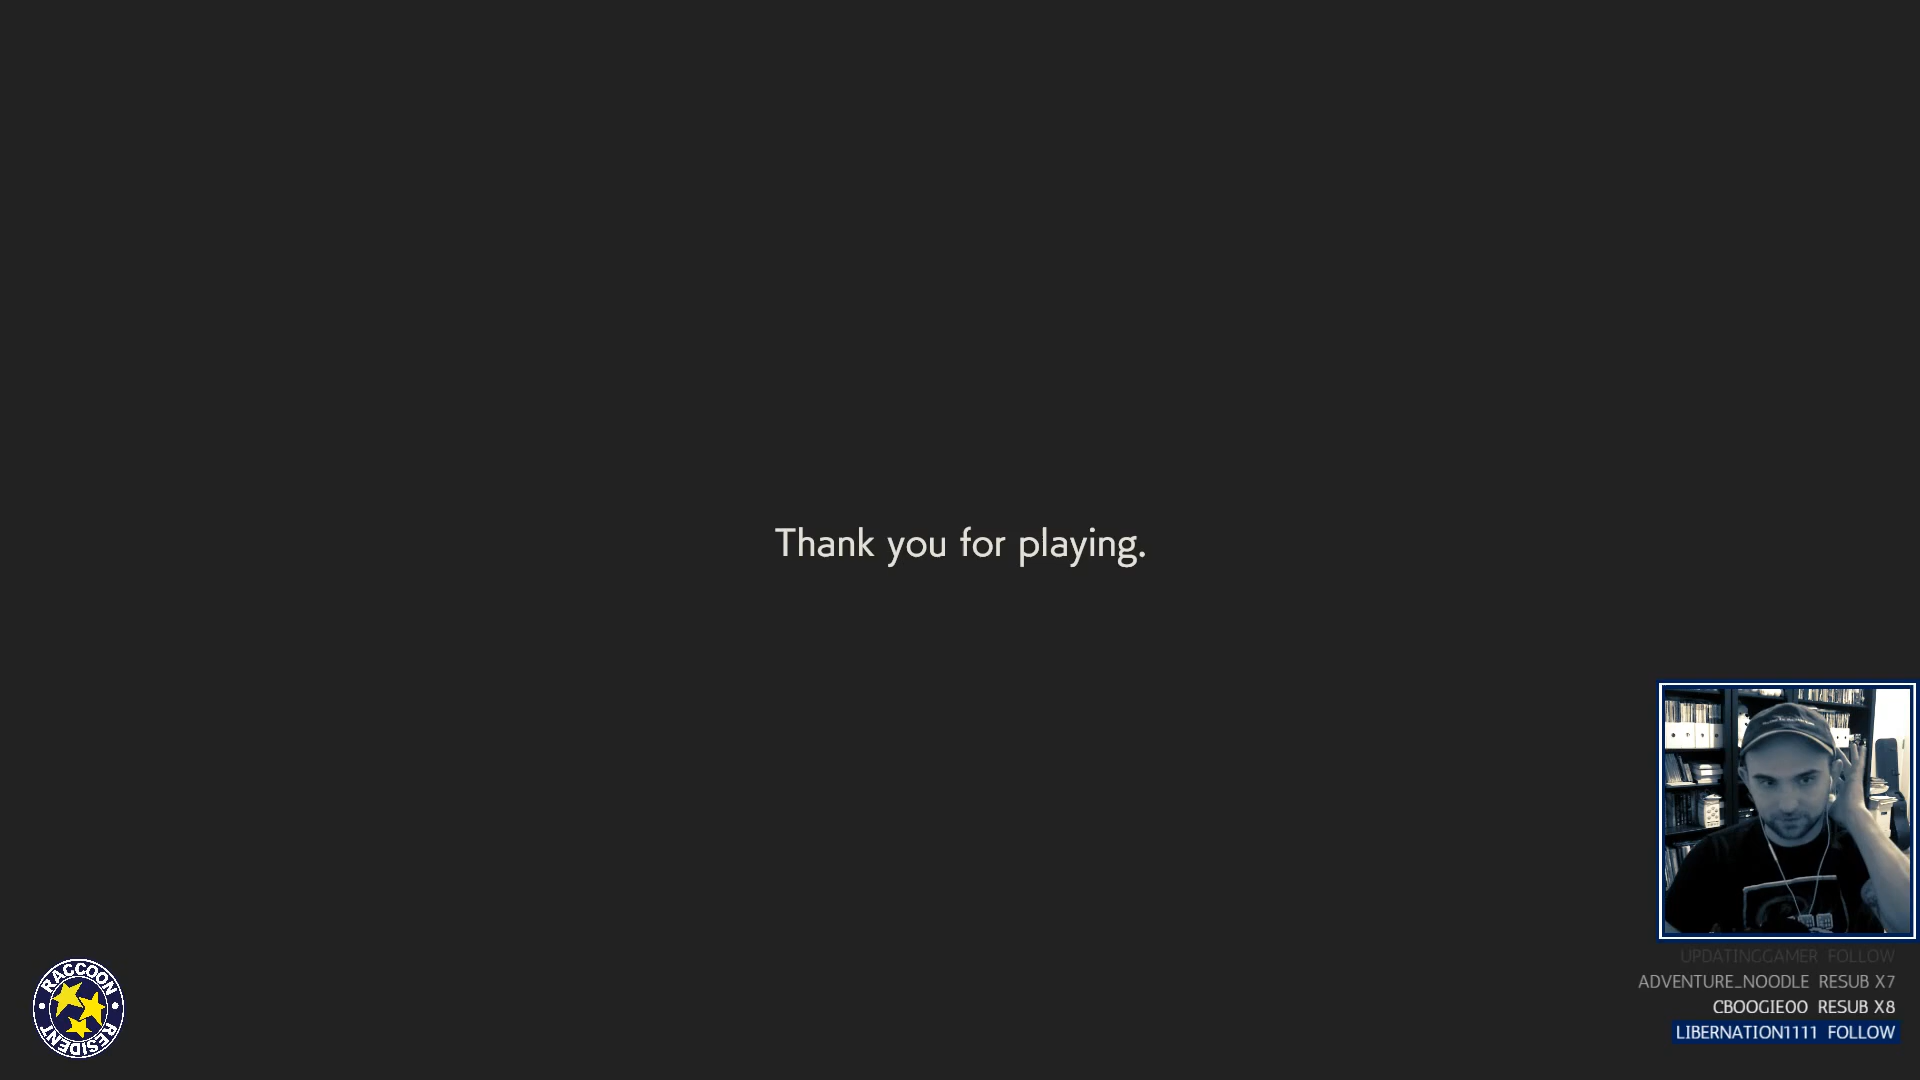 Thank you for playing.
UPDATINGGAMER FOLLOW
ADVENTURE_NOODLE RESUB X7
CBOOGIE00 RESUB X8
LIBERNATION1111 FOLLOW
RACCOON
RESIDENT